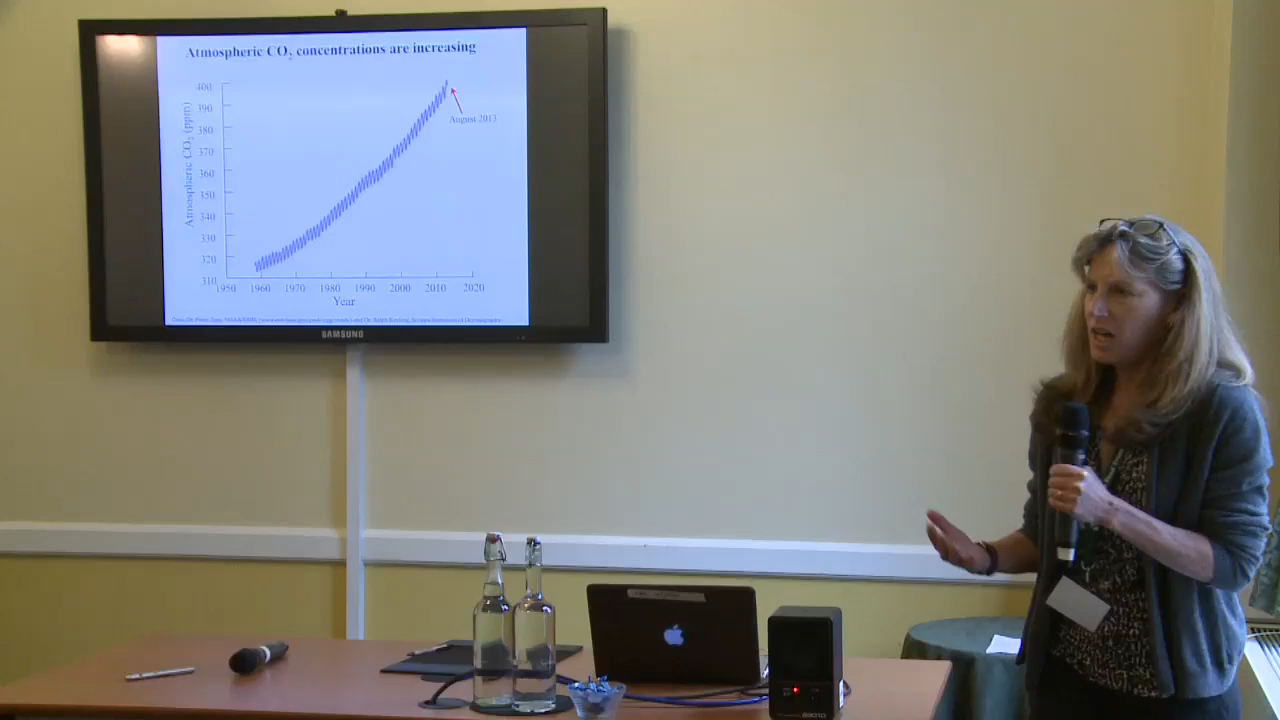 Atmospheric CO₂ concentrations are increasing
Atmospheric CO₂ (ppm)
400
390
380
370
360
350
340
330
320
310
August 2013
1950 1960 1970 1980 1990 2000 2010 2020
Year
SAMSUNG